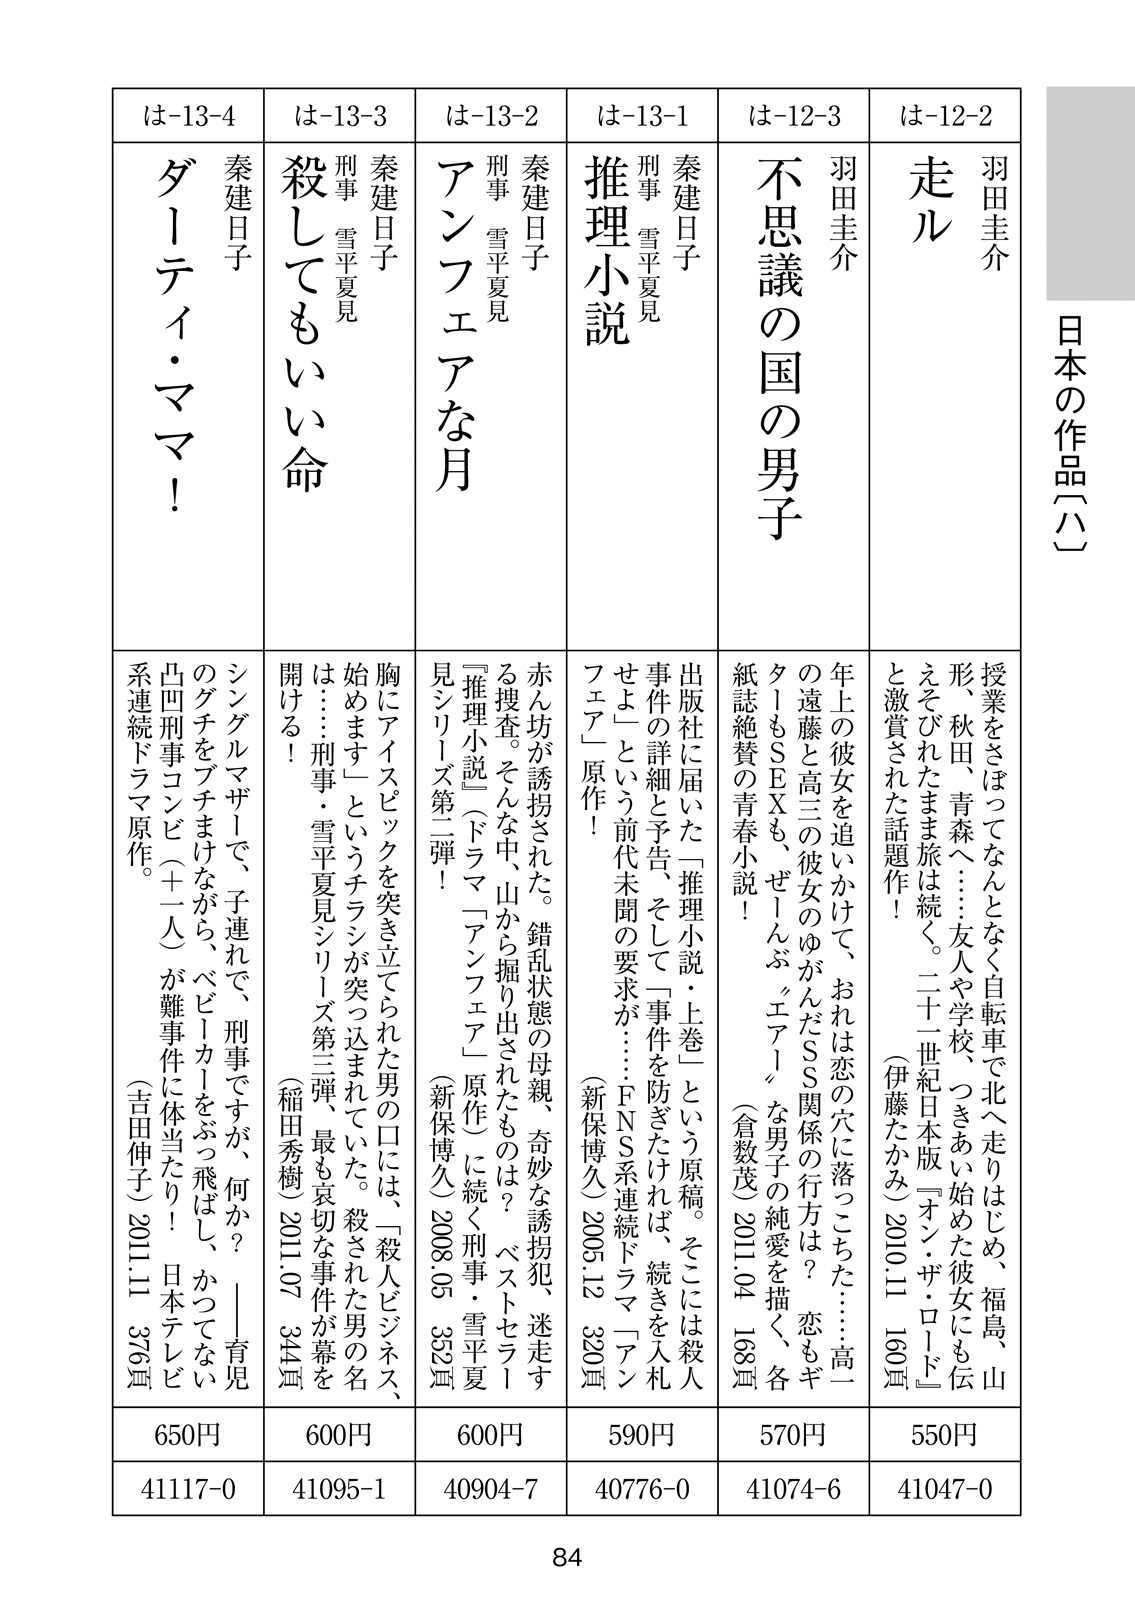 日本の作品〔ハ〕
は-12-2
羽田圭介
走ル
授業をさぼってなんとなく自転車で北へ走りはじめ、福島、山
形、秋田、青森へ……友人や学校、つきあい始めた彼女にも伝
えそびれたまま旅は続く。二十一世紀日本版『オン・ザ・ロード』
と激賞された話題作！
（伊藤たかみ）2010.11　160頁
550円
41047-0
は-12-3
羽田圭介
不思議の国の男子
年上の彼女を追いかけて、おれは恋の穴に落っこちた……高一
の遠藤と高三の彼女のゆがんだＳＳ関係の行方は？　恋もギ
ターもＳＥＸも、ぜーんぶ〝エアー〟な男子の純愛を描く、各
紙誌絶賛の青春小説！
（倉数茂）2011.04　168頁
570円
41074-6
は-13-1
秦建日子
刑事　雪平夏見
推理小説
出版社に届いた「推理小説・上巻」という原稿。そこには殺人
事件の詳細と予告、そして「事件を防ぎたければ、続きを入札
せよ」という前代未聞の要求が……ＦＮＳ系連続ドラマ「アン
フェア」原作！
（新保博久）2005.12　320頁
590円
40776-0
は-13-2
秦建日子
刑事　雪平夏見
アンフェアな月
赤ん坊が誘拐された。錯乱状態の母親、奇妙な誘拐犯、迷走す
る捜査。そんな中、山から掘り出されたものは？　ベストセラー
『推理小説』（ドラマ「アンフェア」原作）に続く刑事・雪平夏
見シリーズ第二弾！
（新保博久）2008.05　352頁
600円
40904-7
は-13-3
秦建日子
刑事　雪平夏見
殺してもいい命
胸にアイスピックを突き立てられた男の口には、「殺人ビジネス、
始めます」というチラシが突っ込まれていた。殺された男の名
は……刑事・雪平夏見シリーズ第三弾、最も哀切な事件が幕を
開ける！
（稲田秀樹）2011.07　344頁
600円
41095-1
は-13-4
秦建日子
ダーティ・ママ！
シングルマザーで、子連れで、刑事ですが、何か？　――育児
のグチをブチまけながら、ベビーカーをぶっ飛ばし、かつてない
凸凹刑事コンビ（＋一人）が難事件に体当たり！　日本テレビ
系連続ドラマ原作。
（吉田伸子）2011.11　376頁
650円
41117-0
84